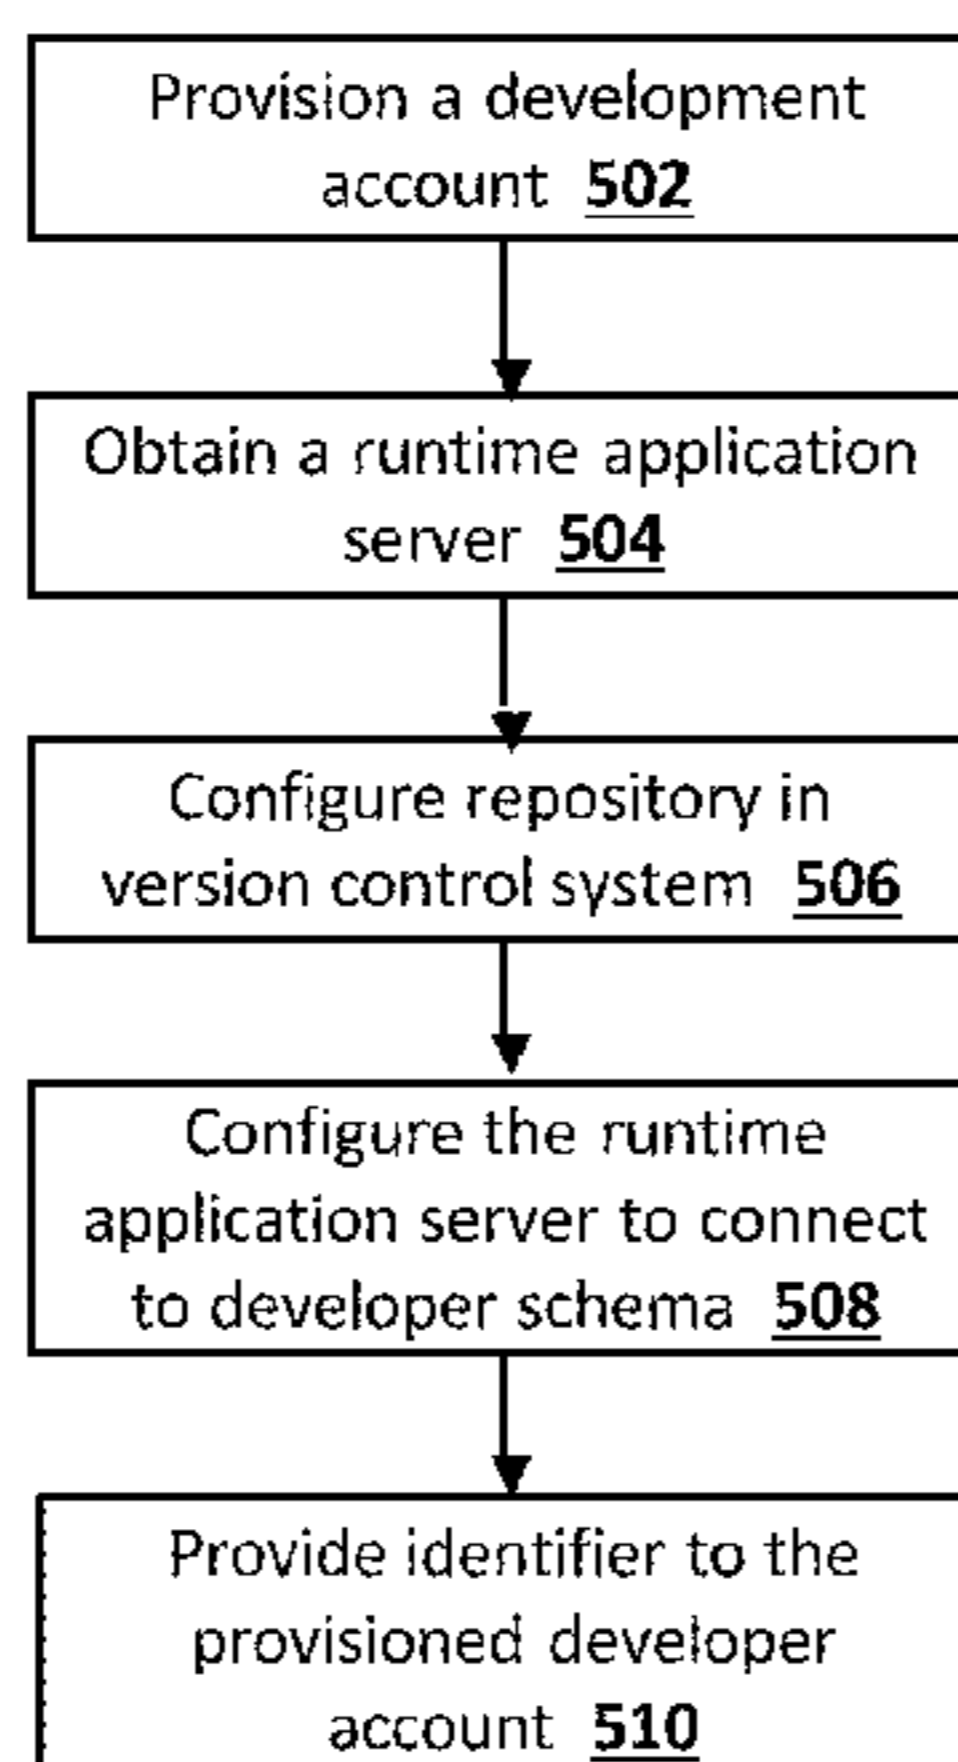 Provision a development
account 502
Obtain a runtime application
server 504
Configure repository in
version control system 506
Configure the runtime
application server to connect
to developer schema 508
Provide identifier to the
provisioned developer
account 510